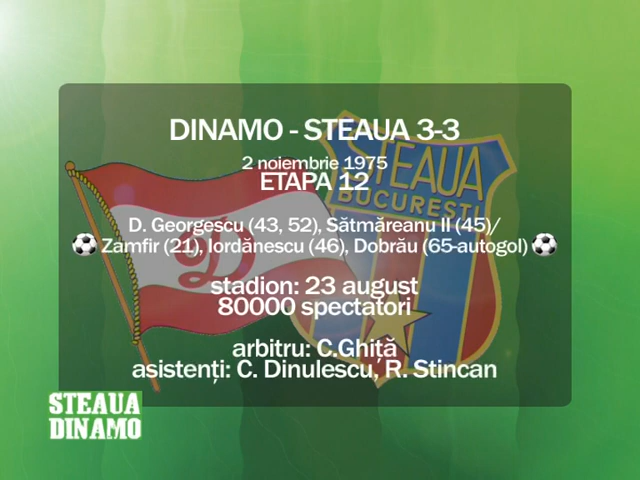 DINAMO - STEAUA 3-3
2 noiembrie 1975
ETAPA 12
D. Georgescu (43, 52), Sătmăreanu II (45)/
Zamfir (21), Iordănescu (46), Dobrău (65-autogol)
stadion: 23 august
80000 spectatori
arbitru: C.Ghiță
asistenți: C. Dinulescu, R. Stincan
STEAUA
BUCUREȘTI
D
STEAUA
DINAMO